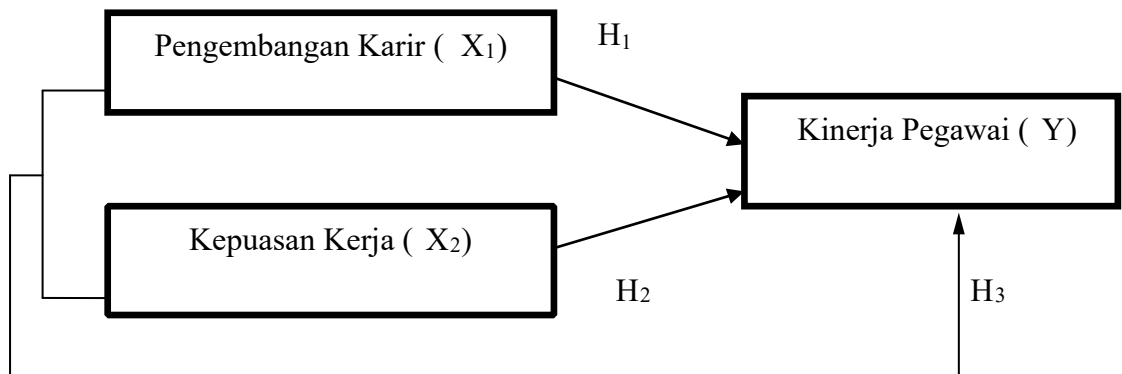 Pengembangan Karir ( X₁)
H₁
Kinerja Pegawai ( Y)
Kepuasan Kerja ( X₂)
H₂
H₃